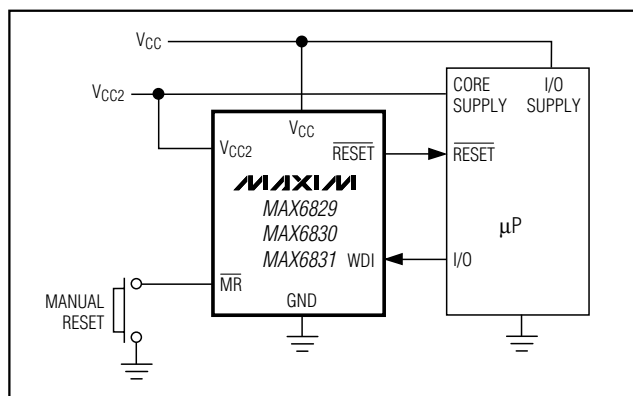 VCC
VCC2
CORE SUPPLY
I/O SUPPLY
VCC
VCC2
RESET
RESET
MAXIM
MAX6829
MAX6830
MAX6831
µP
WDI
I/O
MR
MANUAL RESET
GND